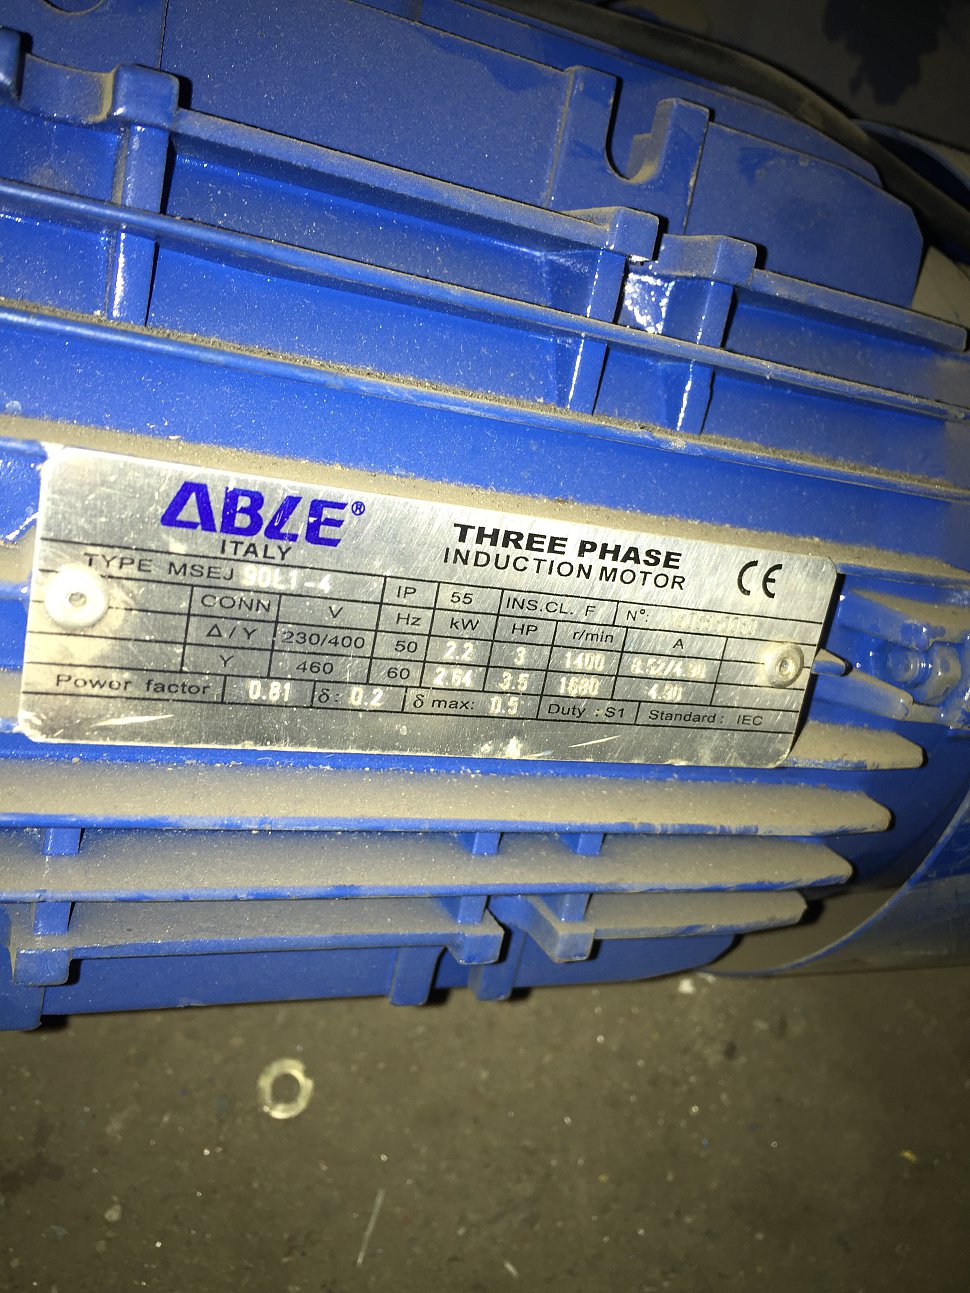 ABLE®
ITALY
THREE PHASE
INDUCTION MOTOR
CE
TYPE MSEJ 90L1-4 IP 55 INS.CL. F N°:
CONN V Hz kW HP r/min A
Δ/Y 230/400 50 2.2 3 1400
Y 460 60 2.64 3.5 1680 4.90
Power factor 0.81 δ: 0.2 δ max: 0.5 Duty : S1 Standard : IEC